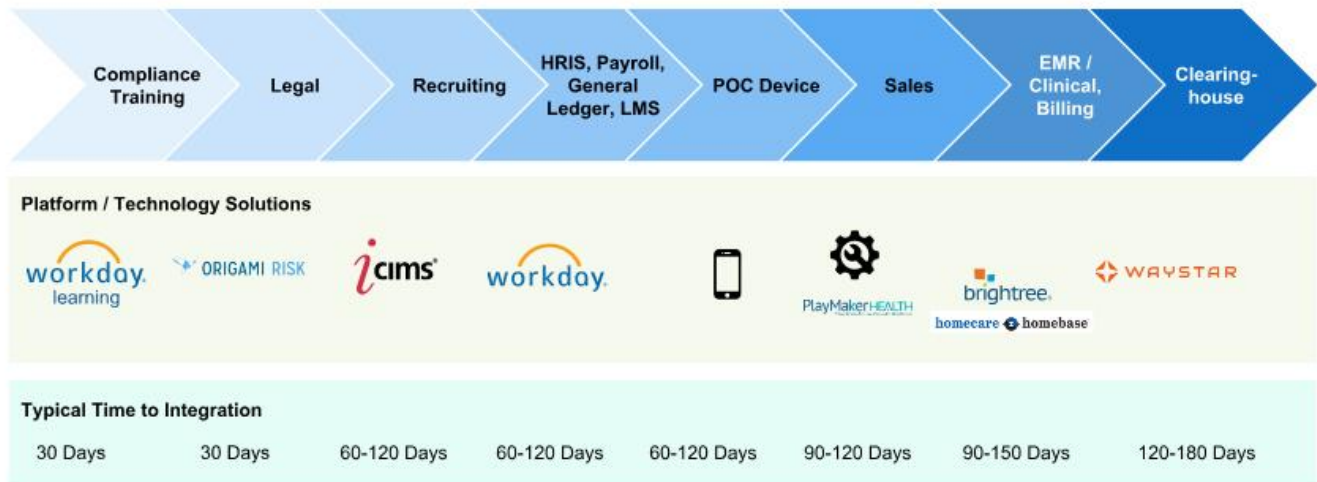 Compliance
Training
Legal
Recruiting
HRIS, Payroll,
General
Ledger, LMS
POC Device
Sales
EMR /
Clinical,
Billing
Clearing-
house
Platform / Technology Solutions
workday.
learning
ORIGAMI RISK
icims
workday.
PlayMakerHEALTH
brightree.
homecare homebase
WAYSTAR
Typical Time to Integration
30 Days 30 Days 60-120 Days 60-120 Days 60-120 Days 90-120 Days 90-150 Days 120-180 Days